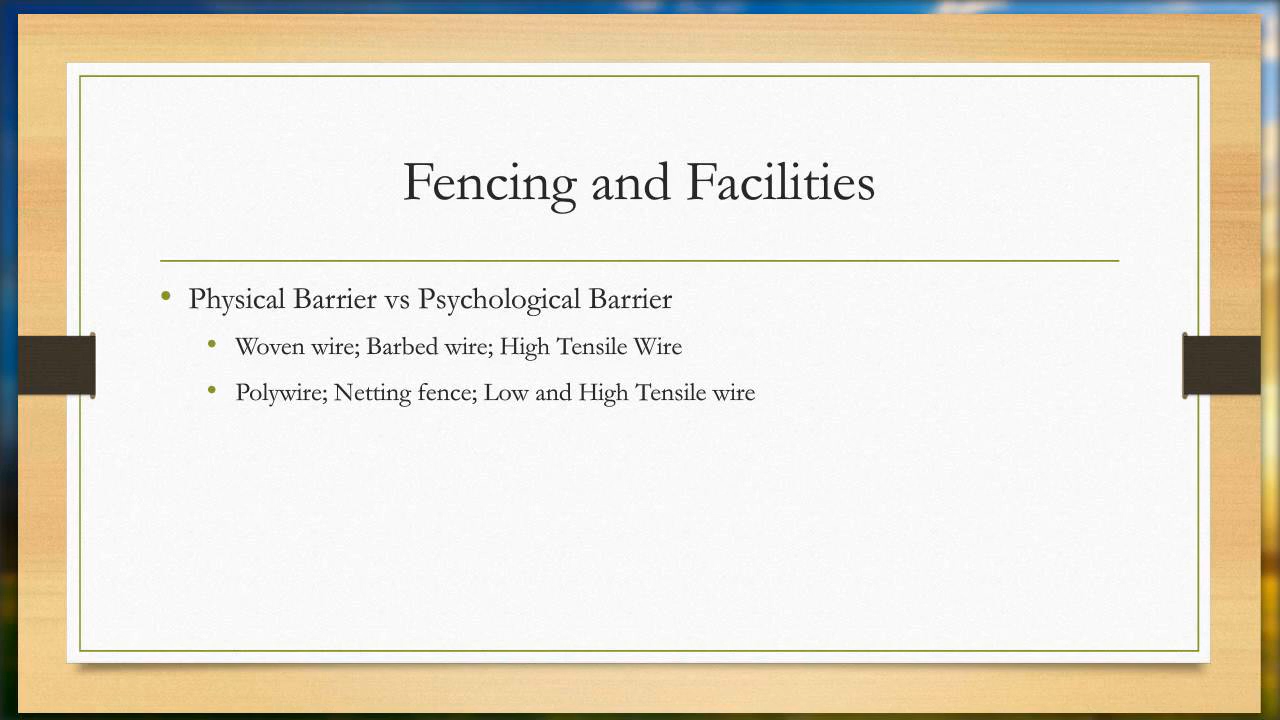 Fencing and Facilities
• Physical Barrier vs Psychological Barrier
• Woven wire; Barbed wire; High Tensile Wire
• Polywire; Netting fence; Low and High Tensile wire